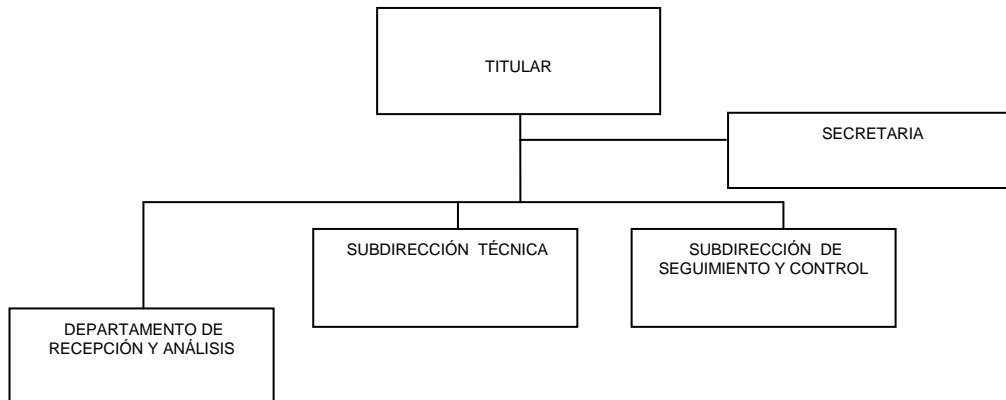 TITULAR
SECRETARIA
SUBDIRECCIÓN TÉCNICA
SUBDIRECCIÓN DE
SEGUIMIENTO Y CONTROL
DEPARTAMENTO DE
RECEPCIÓN Y ANÁLISIS